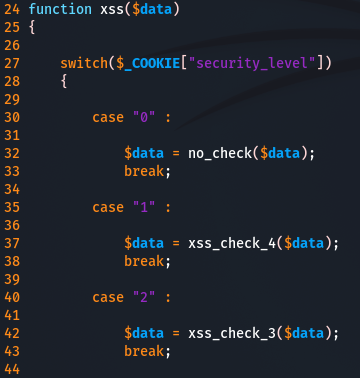 24 function xss($data)
25 {
26
27     switch($_COOKIE["security_level"])
28     {
29
30         case "0" :
31
32             $data = no_check($data);
33             break;
34
35         case "1" :
36
37             $data = xss_check_4($data);
38             break;
39
40         case "2" :
41
42             $data = xss_check_3($data);
43             break;
44